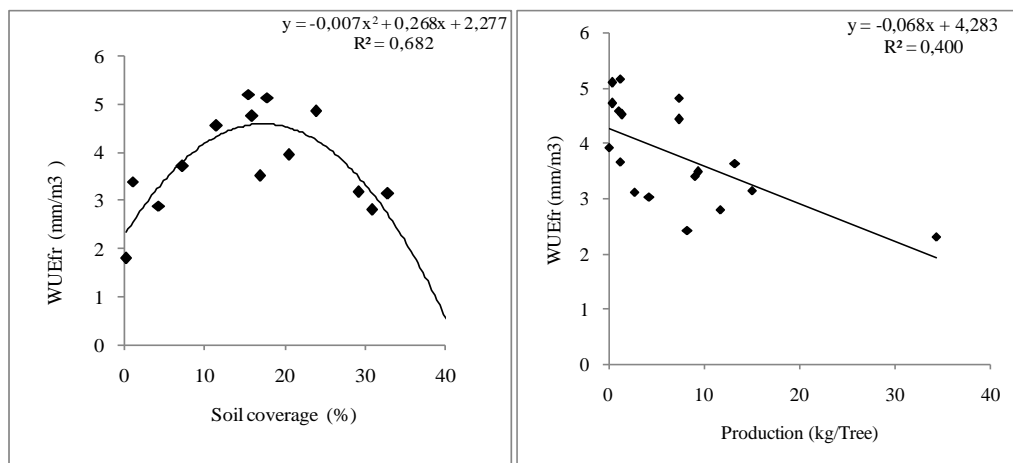 y = -0,007x² + 0,268x + 2,277
R² = 0,682
6
5
4
3
2
1
0
0 10 20 30 40
WUEfr (mm/m3 )
Soil coverage (%)
y = -0,068x + 4,283
R² = 0,400
6
5
4
3
2
1
0
0 10 20 30 40
WUEfr (mm/m3)
Production (kg/Tree)